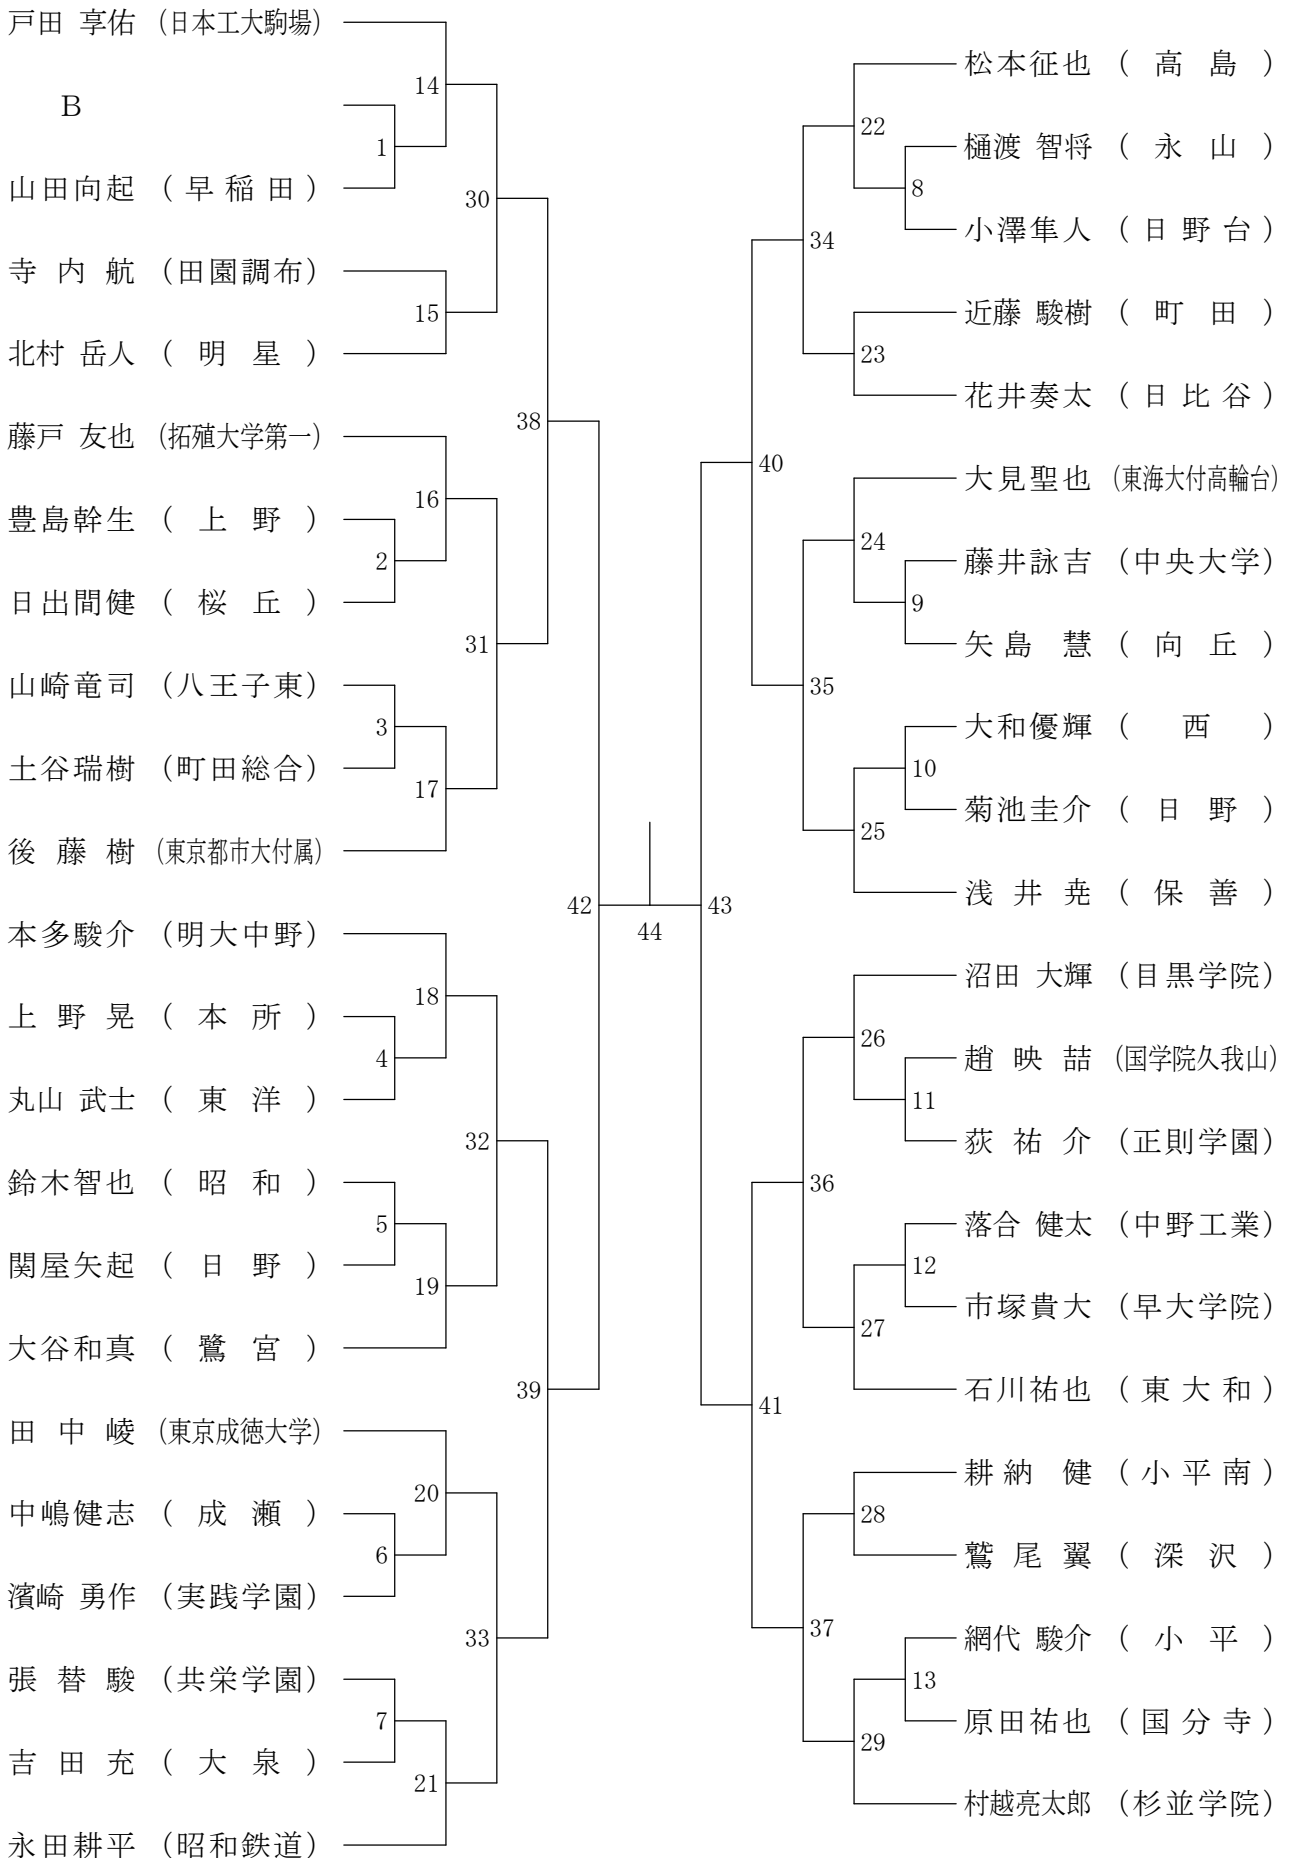 戸田 享佑 (日本工大駒場)
B
山田向起 (早稲田)
寺内航 (田園調布)
北村 岳人 (明星)
藤戸 友也 (拓殖大学第一)
豊島幹生 (上野)
日出間健 (桜丘)
山崎竜司 (八王子東)
土谷瑞樹 (町田総合)
後藤樹 (東京都市大付属)
本多駿介 (明大中野)
上野晃 (本所)
丸山 武士 (東洋)
鈴木智也 (昭和)
関屋矢起 (日野)
大谷和真 (鷺宮)
田中崚 (東京成徳大学)
中嶋健志 (成瀬)
濱崎 勇作 (実践学園)
張替駿 (共栄学園)
吉田充 (大泉)
永田耕平 (昭和鉄道)
1
2
3
4
5
6
7
14
15
16
17
18
19
20
21
30
31
32
33
38
39
42
44
43
40
41
34
35
36
37
22
23
24
25
26
27
28
29
8
9
10
11
12
13
松本征也 (高島)
樋渡 智将 (永山)
小澤隼人 (日野台)
近藤 駿樹 (町田)
花井奏太 (日比谷)
大見聖也 (東海大付高輪台)
藤井詠吉 (中央大学)
矢島 慧 (向丘)
大和優輝 (西)
菊池圭介 (日野)
浅井尭 (保善)
沼田 大輝 (目黒学院)
趙映喆 (国学院久我山)
荻祐介 (正則学園)
落合 健太 (中野工業)
市塚貴大 (早大学院)
石川祐也 (東大和)
耕納 健 (小平南)
鷲尾翼 (深沢)
網代 駿介 (小平)
原田祐也 (国分寺)
村越亮太郎 (杉並学院)